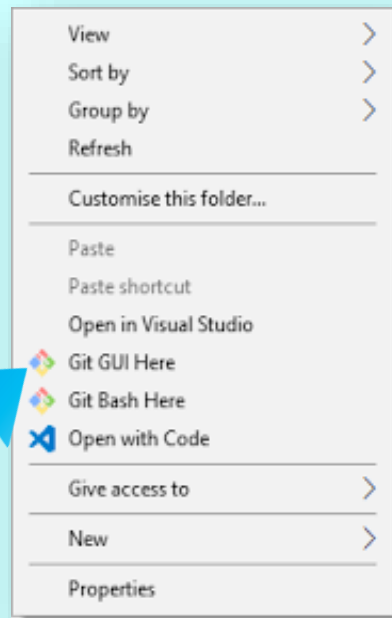 View
Sort by
Group by
Refresh
Customise this folder...
Paste
Paste shortcut
Open in Visual Studio
Git GUI Here
Git Bash Here
Open with Code
Give access to
New
Properties